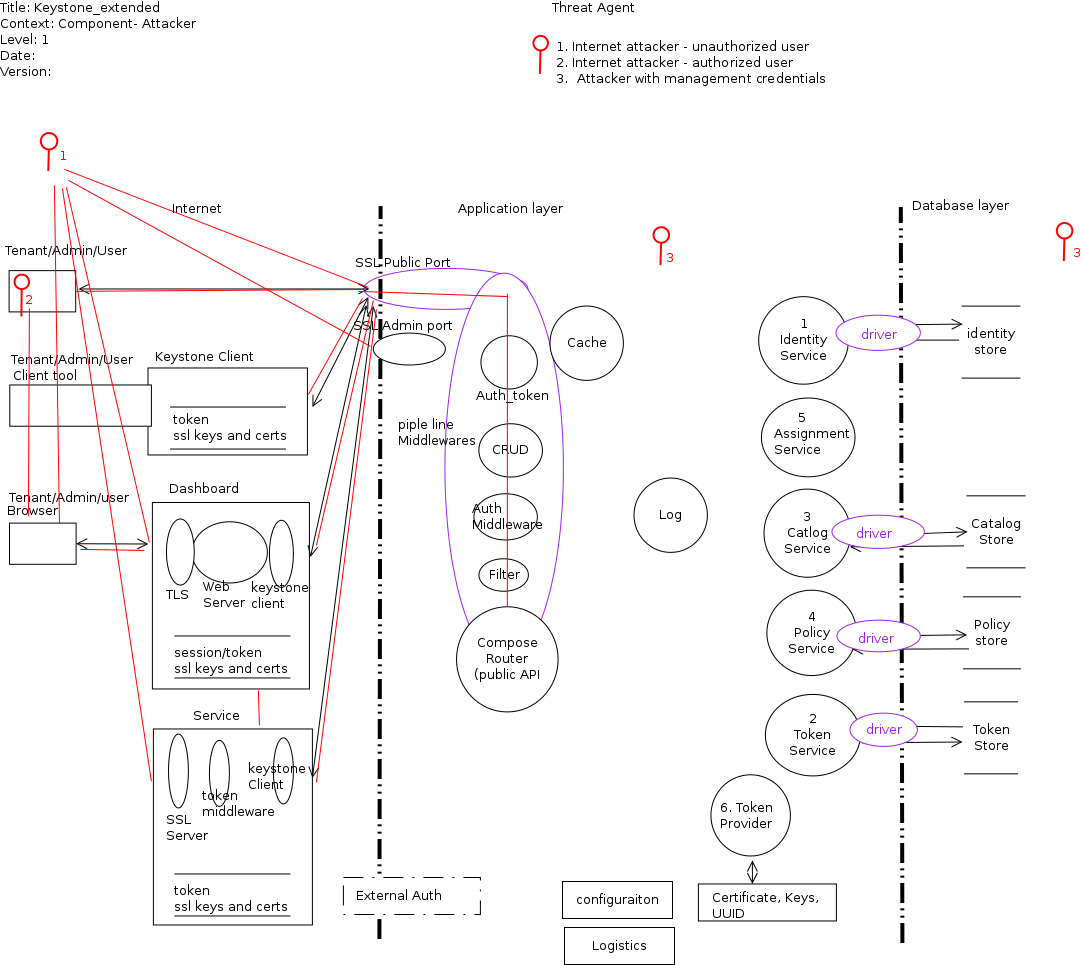 Title: Keystone_extended
Context: Component- Attacker
Level: 1
Date:
Version:
Threat Agent
1. Internet attacker - unauthorized user
2. Internet attacker - authorized user
3.  Attacker with management credentials
1
Internet
Application layer
Database layer
3
3
Tenant/Admin/User
2
SSL Public Port
SSL Admin port
Tenant/Admin/User
Client tool
Keystone Client
token
ssl keys and certs
Tenant/Admin/user
Browser
Dashboard
TLS
Web
Server
keystone
client
session/token
ssl keys and certs
Service
SSL
Server
token
middleware
keystone
Client
token
ssl keys and certs
piple line
Middlewares
Auth_token
CRUD
Auth
Middleware
Filter
Compose
Router
(public API
Cache
Log
1
Identity
Service
driver
identity
store
5
Assignment
Service
3
Catlog
Service
driver
Catalog
Store
4
Policy
Service
driver
Policy
store
2
Token
Service
driver
Token
Store
6. Token
Provider
Certificate, Keys,
UUID
External Auth
configuraiton
Logistics